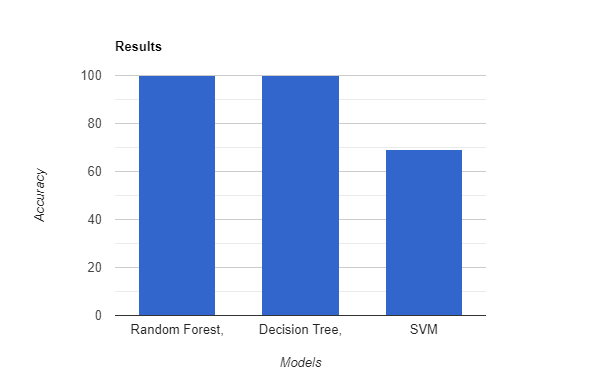 Results
100
80
60
40
20
0
Accuracy
Random Forest, Decision Tree, SVM
Models